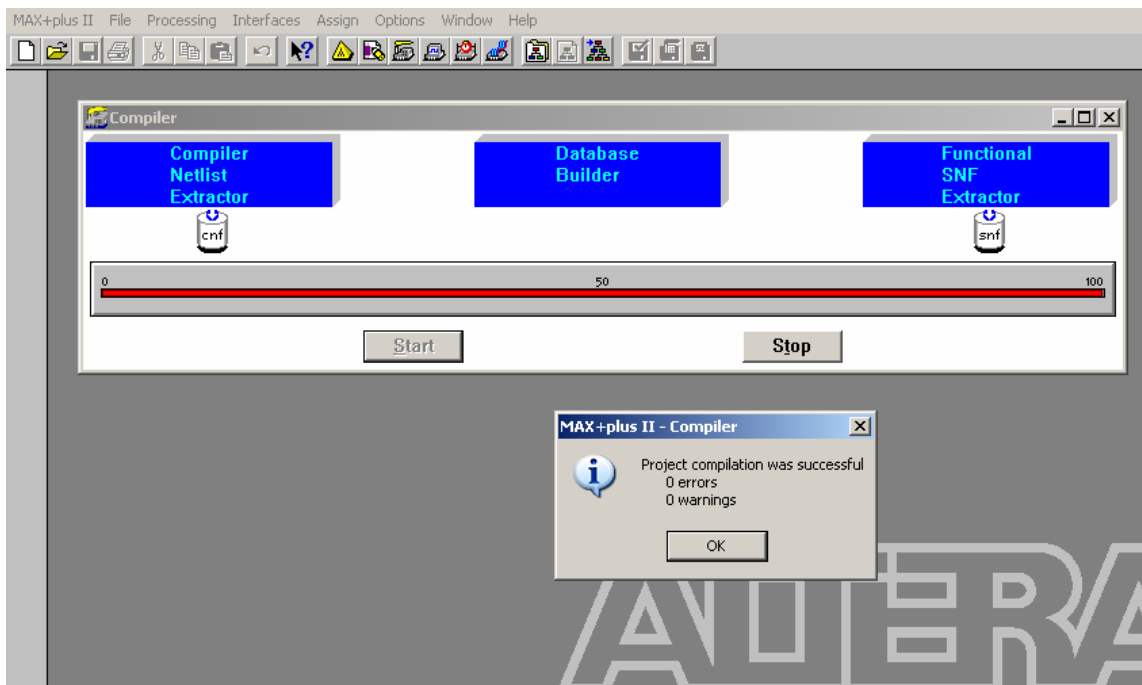 MAX+plus II File Processing Interfaces Assign Options Window Help
Compiler
Compiler
Netlist
Extractor
Database
Builder
Functional
SNF
Extractor
cnf
snf
0 50 100
Start
Stop
MAX+plus II - Compiler
Project compilation was successful
0 errors
0 warnings
OK
ALTERA